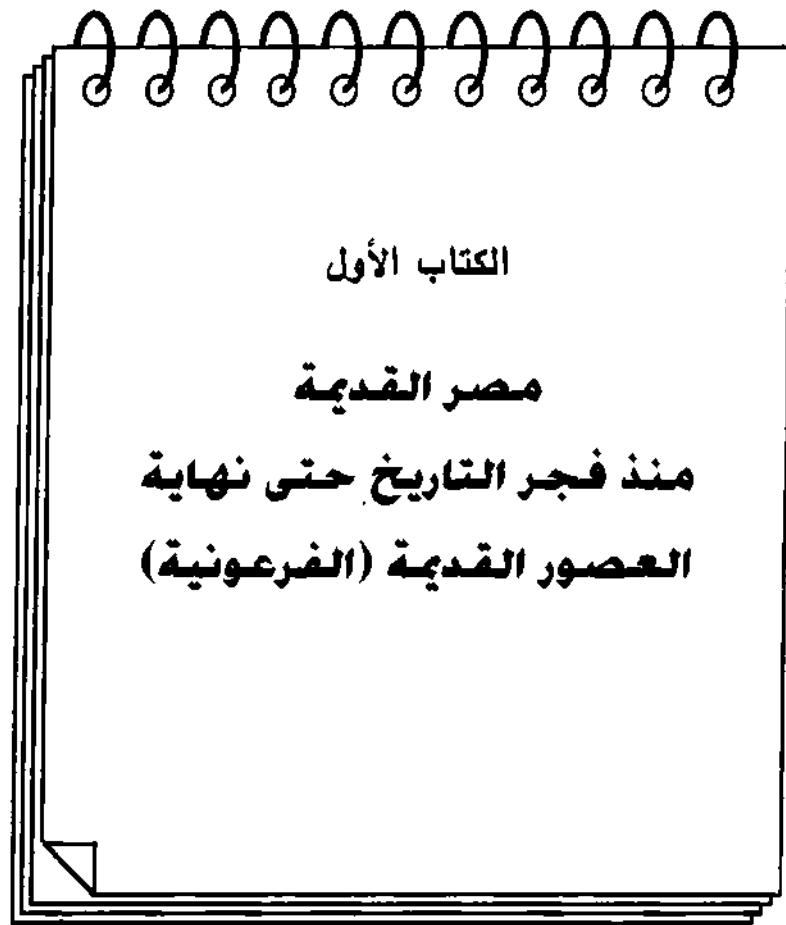 الكتاب الأول
مصر القديمة
منذ فجر التاريخ حتى نهاية
العصور القديمة (الفرعونية)